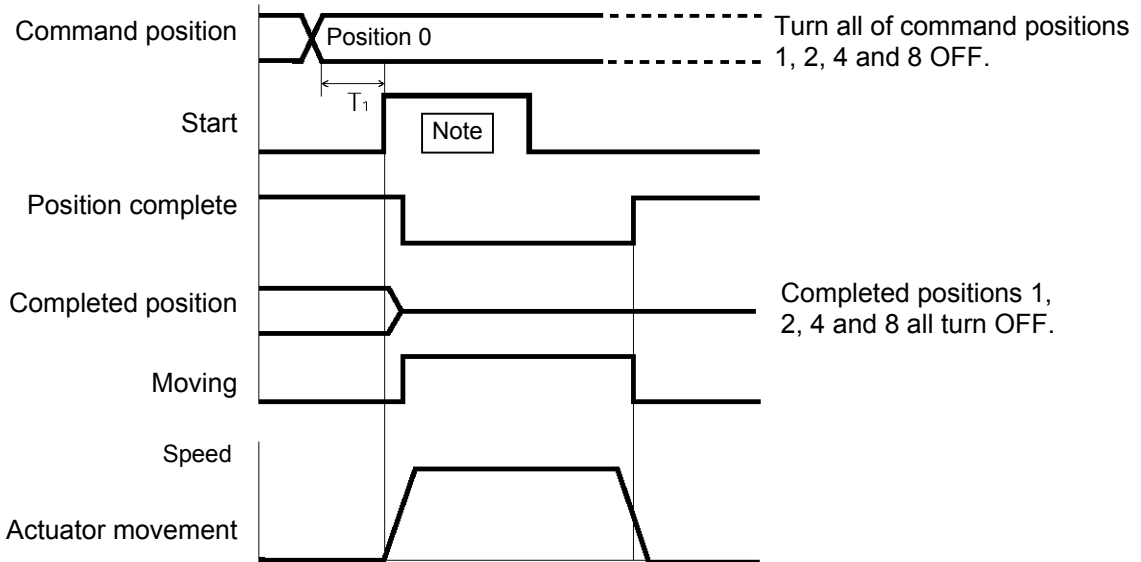 Command position
Position 0
Turn all of command positions
1, 2, 4 and 8 OFF.
T1
Start
Note
Position complete
Completed position
Completed positions 1,
2, 4 and 8 all turn OFF.
Moving
Speed
Actuator movement